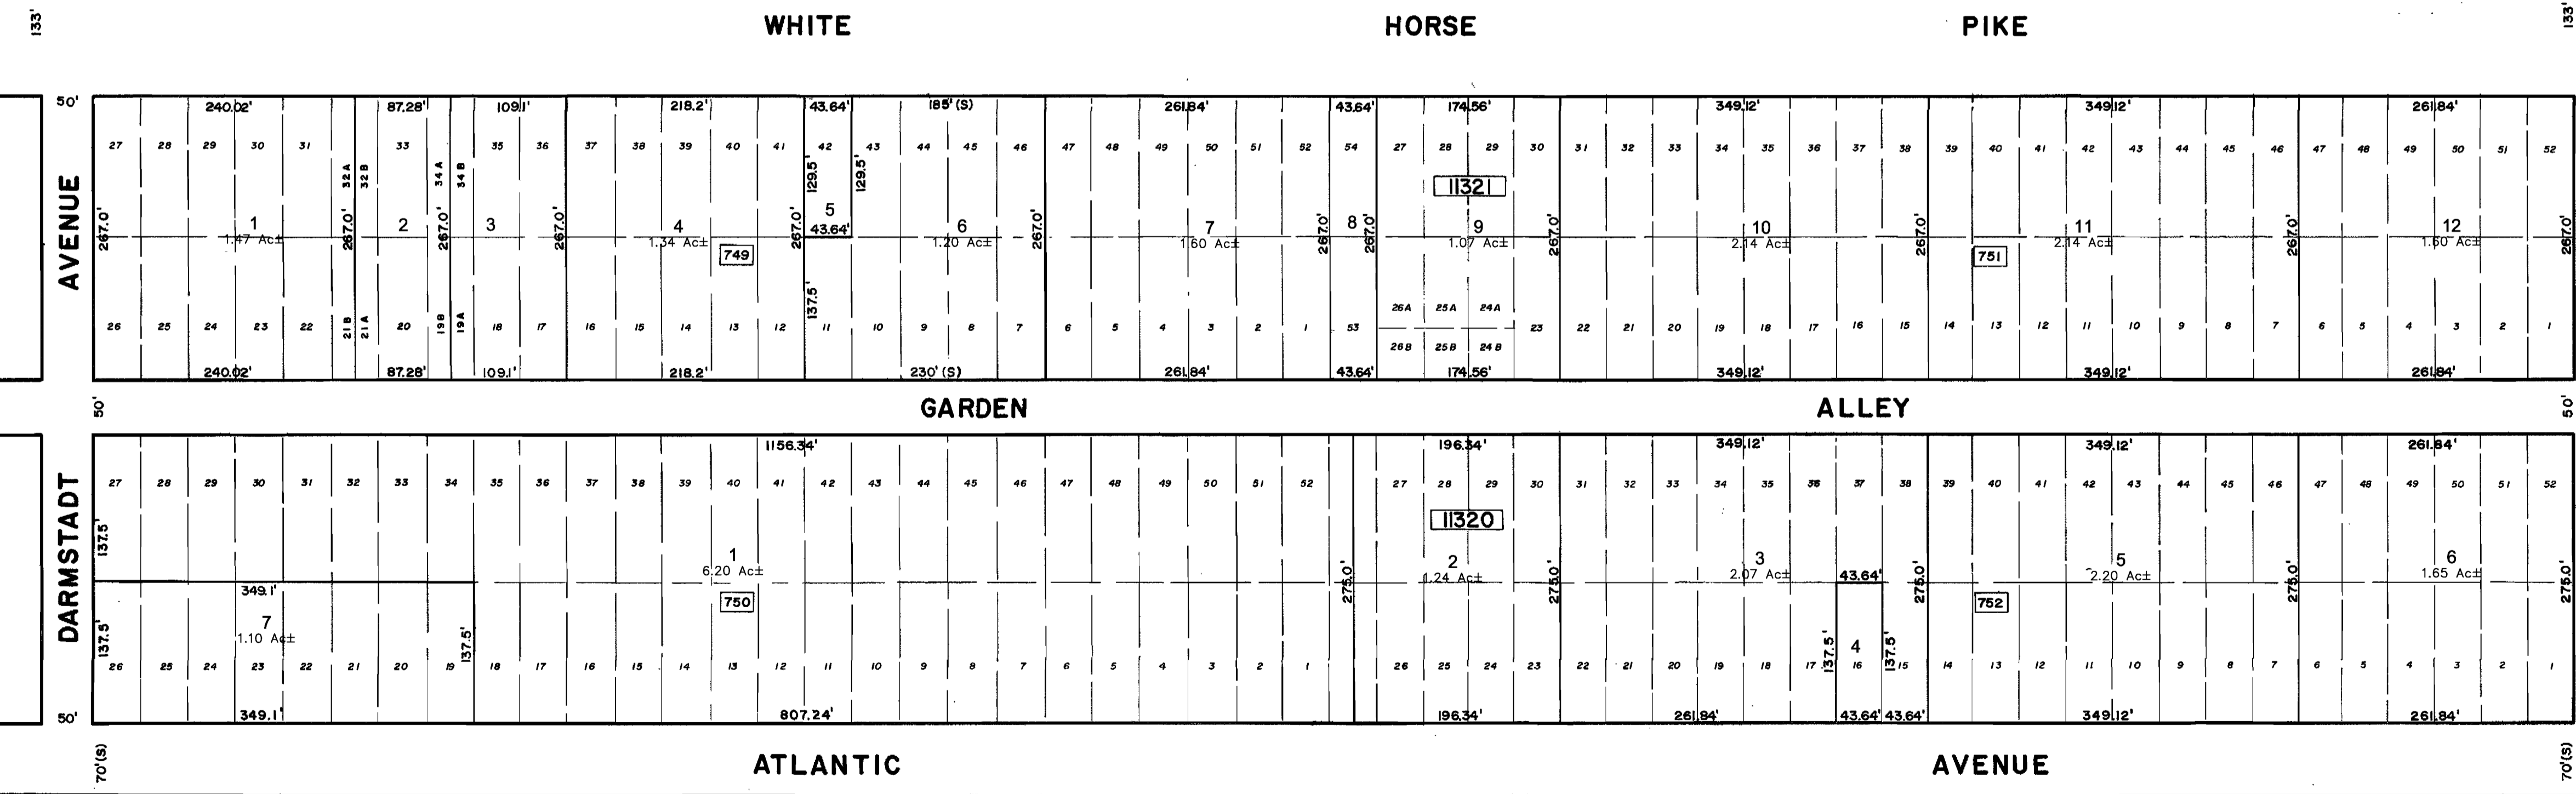 133' WHITE HORSE PIKE 133'
50' 240.02' 87.28' 109.1' 218.2' 43.64' 185' (S) 261.84' 43.64' 174.56' 349.12' 349.12' 261.84'
27 28 29 30 31 32A 32B 33 34A 34B 35 36 37 38 39 40 41 42 43 44 45 46 47 48 49 50 51 52 54 27 28 29 30 31 32 33 34 35 36 37 38 39 40 41 42 43 44 45 46 47 48 49 50 51 52
129.5' 129.5'
11321
AVENUE
267.0' 1 267.0' 2 267.0' 3 267.0' 4 267.0' 5 6 267.0' 7 267.0' 8 267.0' 9 267.0' 10 267.0' 11 267.0' 12 267.0'
43.64'
1.47 Ac± 1.34 Ac± 1.20 Ac± 1.60 Ac± 1.07 Ac± 2.14 Ac± 2.14 Ac± 1.60 Ac±
749 751
137.5'
26A 25A 24A
26 25 24 23 22 21B 21A 20 19B 19A 18 17 16 15 14 13 12 11 10 9 8 7 6 5 4 3 2 1 53 23 22 21 20 19 18 17 16 15 14 13 12 11 10 9 8 7 6 5 4 3 2 1
26B 25B 24B
240.02' 87.28' 109.1' 218.2' 230' (S) 261.84' 43.64' 174.56' 349.12' 349.12' 261.84'
50' GARDEN ALLEY 50'
1156.34' 196.34' 349.12' 349.12' 261.84'
27 28 29 30 31 32 33 34 35 36 37 38 39 40 41 42 43 44 45 46 47 48 49 50 51 52 27 28 29 30 31 32 33 34 35 36 37 38 39 40 41 42 43 44 45 46 47 48 49 50 51 52
11320
DARMSTADT
137.5'
1 2 3 5 6
6.20 Ac± 1.24 Ac± 2.07 Ac± 2.20 Ac± 1.65 Ac±
275.0' 275.0' 43.64' 275.0' 275.0' 275.0'
349.1'
750 752
7
1.10 Ac±
137.5' 137.5' 137.5' 4 137.5'
26 25 24 23 22 21 20 19 18 17 16 15 14 13 12 11 10 9 8 7 6 5 4 3 2 1 26 25 24 23 22 21 20 19 18 17 16 15 14 13 12 11 10 9 8 7 6 5 4 3 2 1
50' 349.1' 807.24' 196.34' 261.84' 43.64' 43.64' 349.12' 261.84'
70'(S) ATLANTIC AVENUE 70'(S)